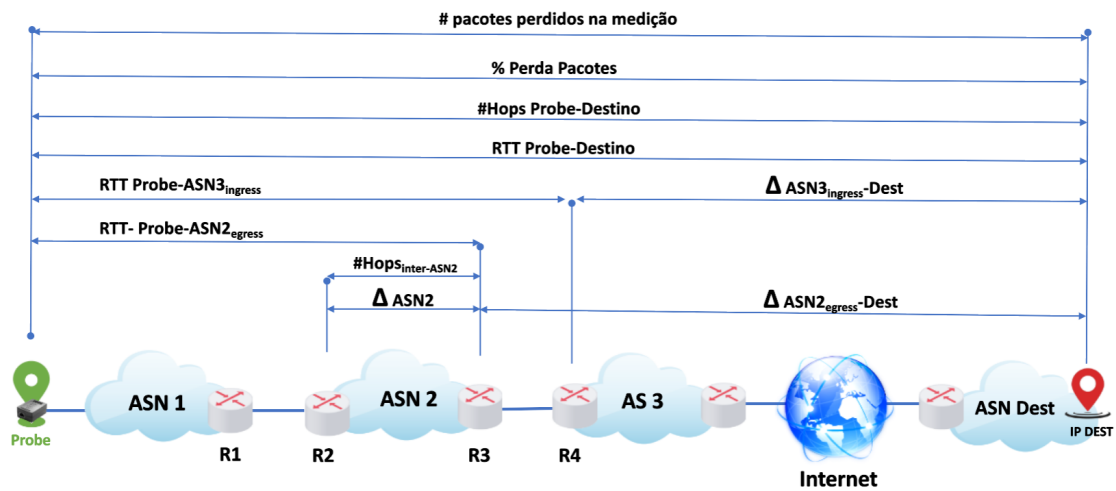 # pacotes perdidos na medição
% Perda Pacotes
#Hops Probe-Destino
RTT Probe-Destino
RTT Probe-ASN3ingress
Δ ASN3ingress-Dest
RTT- Probe-ASN2egress
#Hopsinter-ASN2
Δ ASN2
Δ ASN2egress-Dest
ASN 1
ASN 2
AS 3
ASN Dest
Probe
IP DEST
R1
R2
R3
R4
Internet